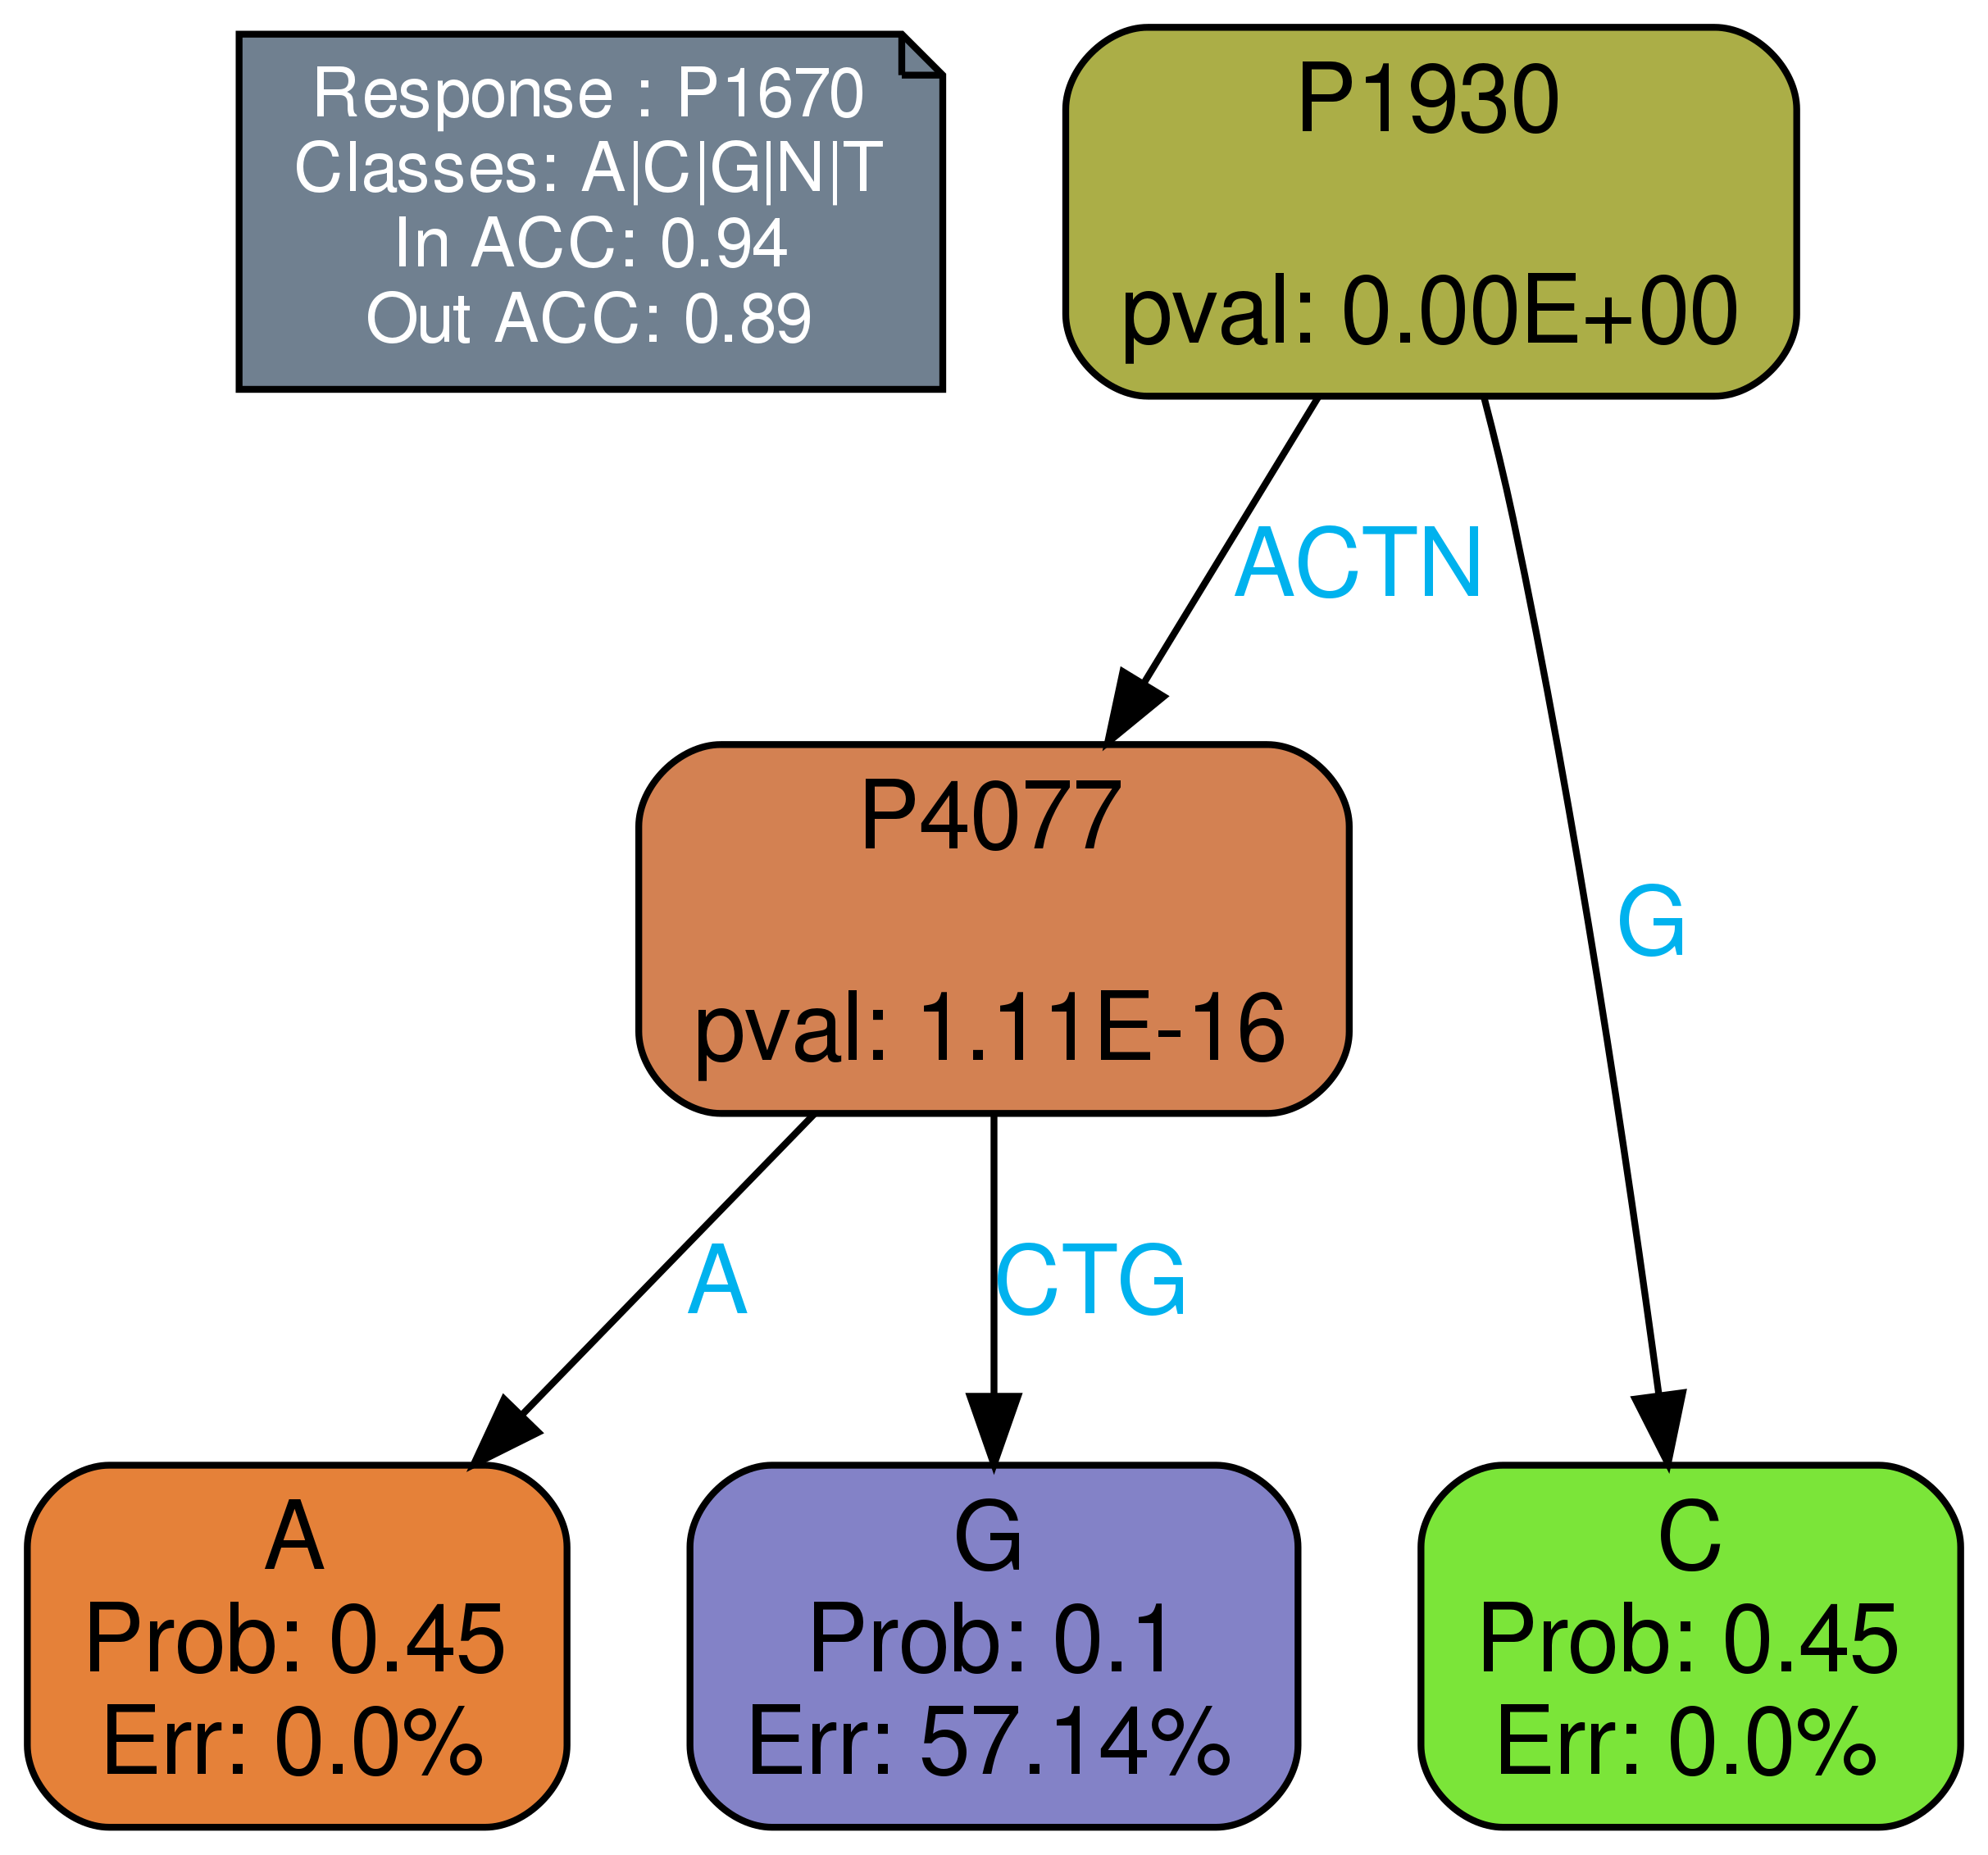 Response : P1670
Classes: A|C|G|N|T
In ACC: 0.94
Out ACC: 0.89
P1930
pval: 0.00E+00
ACTN
P4077
pval: 1.11E-16
G
A
CTG
A
Prob: 0.45
Err: 0.0%
G
Prob: 0.1
Err: 57.14%
C
Prob: 0.45
Err: 0.0%